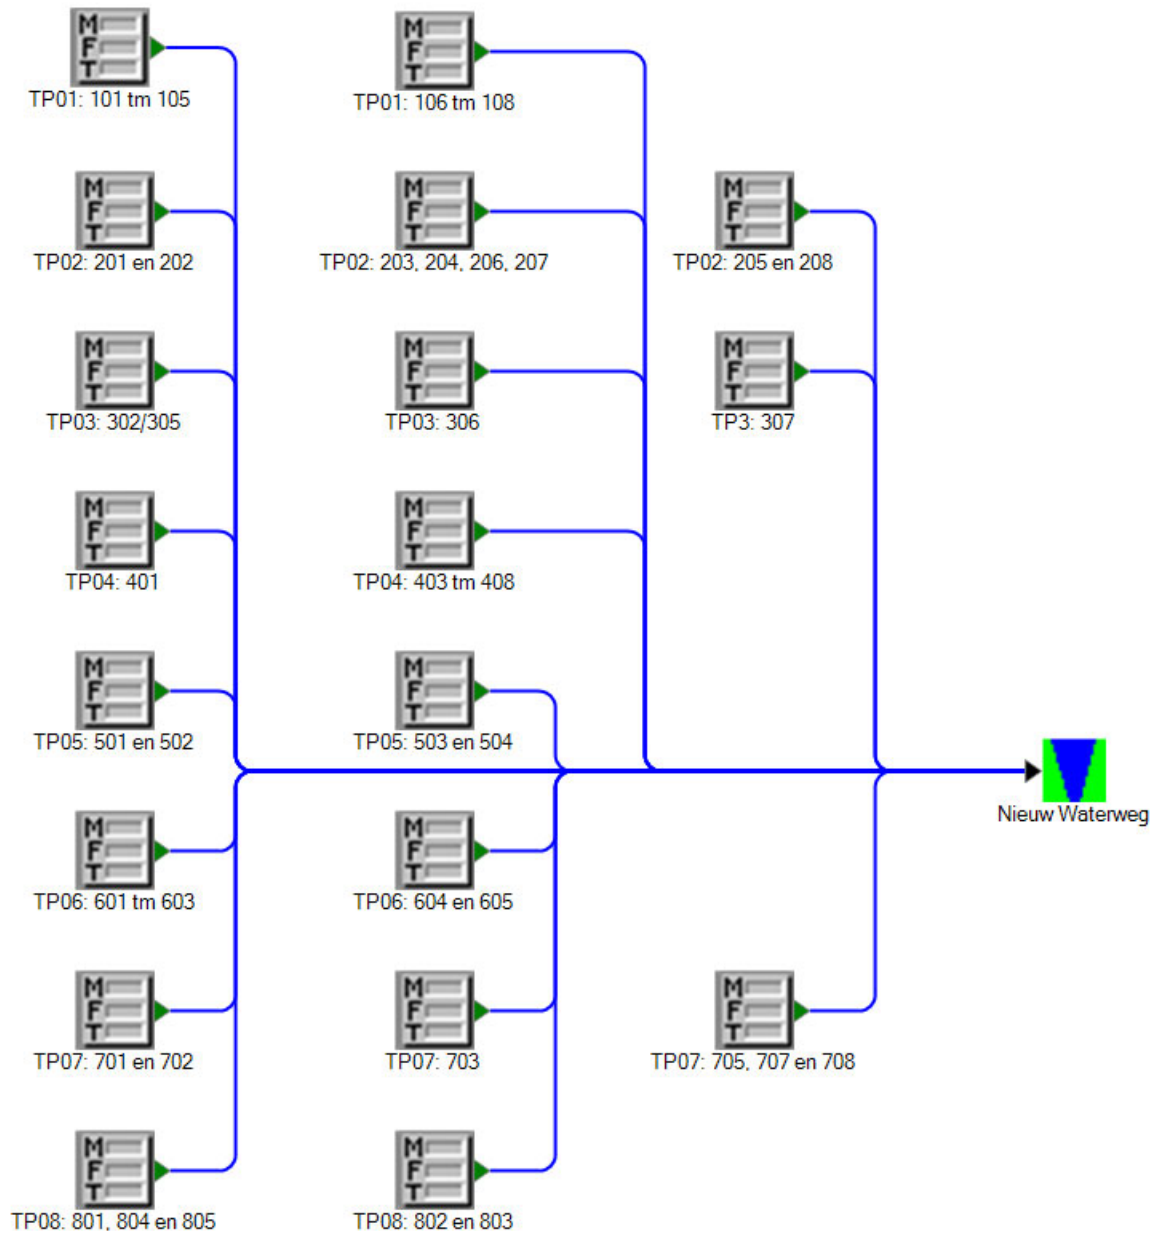 M
F
T
TP01: 101 tm 105
M
F
T
TP01: 106 tm 108
M
F
T
TP02: 201 en 202
M
F
T
TP02: 203, 204, 206, 207
M
F
T
TP02: 205 en 208
M
F
T
TP03: 302/305
M
F
T
TP03: 306
M
F
T
TP3: 307
M
F
T
TP04: 401
M
F
T
TP04: 403 tm 408
M
F
T
TP05: 501 en 502
M
F
T
TP05: 503 en 504
Nieuw Waterweg
M
F
T
TP06: 601 tm 603
M
F
T
TP06: 604 en 605
M
F
T
TP07: 701 en 702
M
F
T
TP07: 703
M
F
T
TP07: 705, 707 en 708
M
F
T
TP08: 801, 804 en 805
M
F
T
TP08: 802 en 803